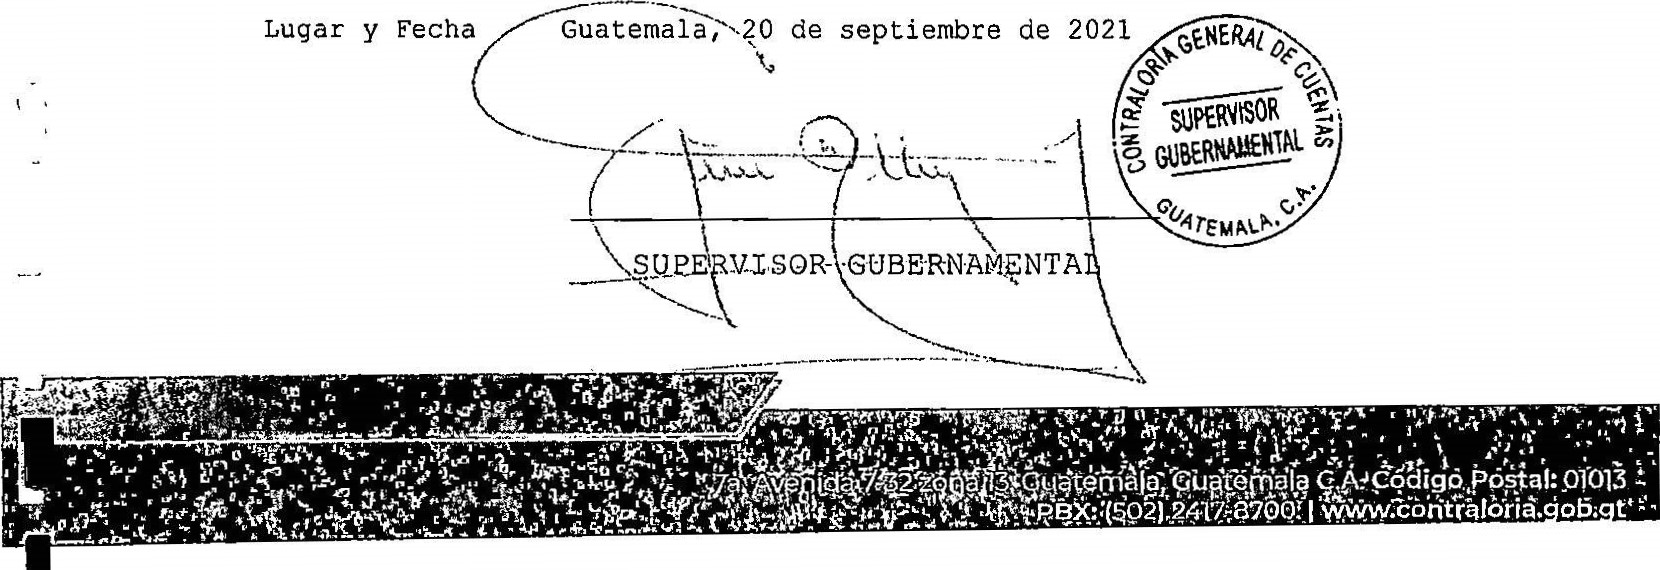 Lugar y Fecha Guatemala, 20 de septiembre de 2021
CONTRALORÍA GENERAL DE CUENTAS
SUPERVISOR
GUBERNAMENTAL
GUATEMALA, C.A.
SUPERVISOR GUBERNAMENTAL
7a. Avenida 7-32 zona 13. Guatemala, Guatemala C.A. Código Postal: 01013
PBX: (502) 2417-8700 | www.contraloria.gob.gt